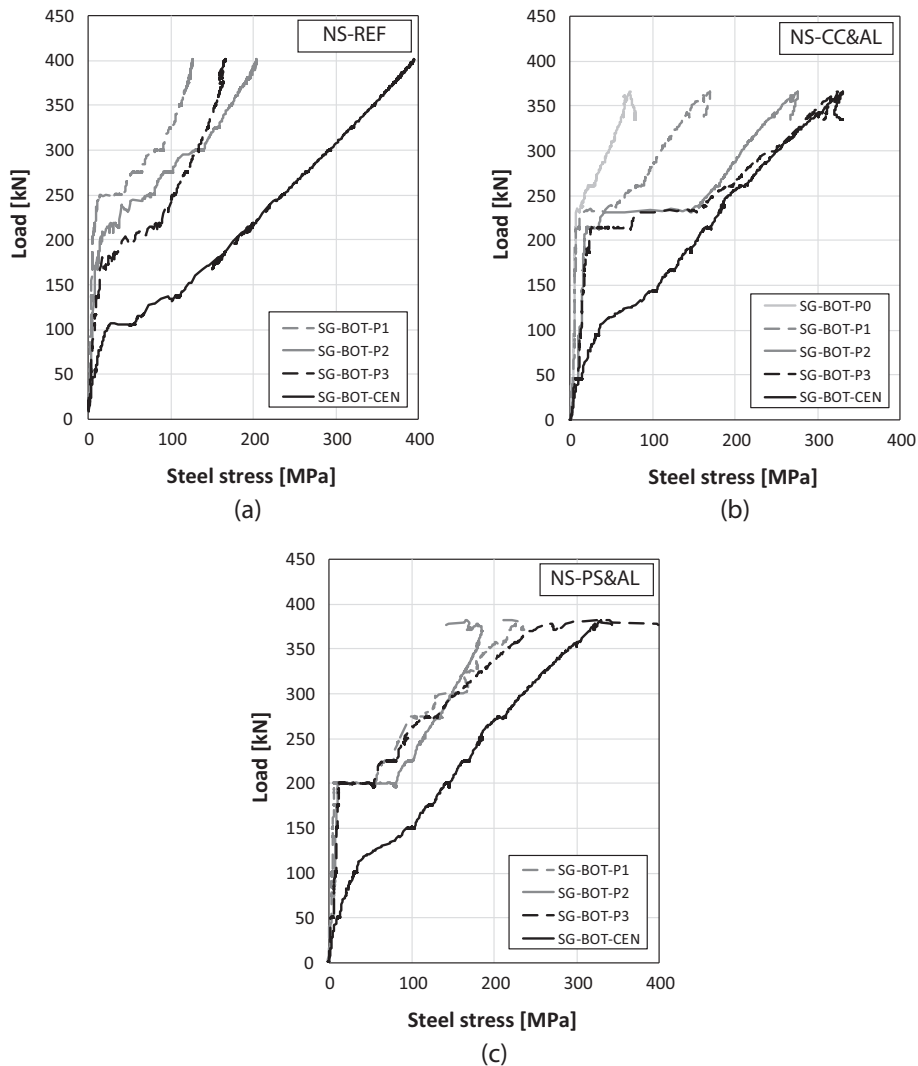 NS-REF
450
400
350
300
250
200
150
100
50
0
Load [kN]
SG-BOT-P1
SG-BOT-P2
SG-BOT-P3
SG-BOT-CEN
0 100 200 300 400
Steel stress [MPa]
(a)
NS-CC&AL
450
400
350
300
250
200
150
100
50
0
Load [kN]
SG-BOT-P0
SG-BOT-P1
SG-BOT-P2
SG-BOT-P3
SG-BOT-CEN
0 100 200 300 400
Steel stress [MPa]
(b)
NS-PS&AL
450
400
350
300
250
200
150
100
50
0
Load [kN]
SG-BOT-P1
SG-BOT-P2
SG-BOT-P3
SG-BOT-CEN
0 100 200 300 400
Steel stress [MPa]
(c)